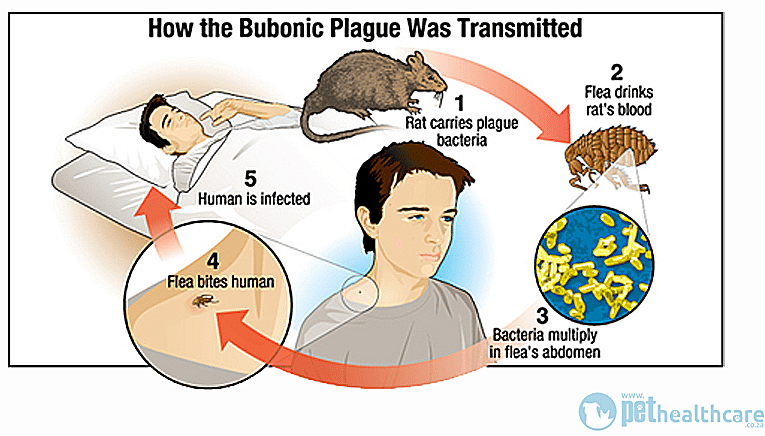 How the Bubonic Plague Was Transmitted
1
Rat carries plague
bacteria
2
Flea drinks
rat's blood
3
Bacteria multiply
in flea's abdomen
4
Flea bites human
5
Human is infected
www.
pethealthcare
.co.za